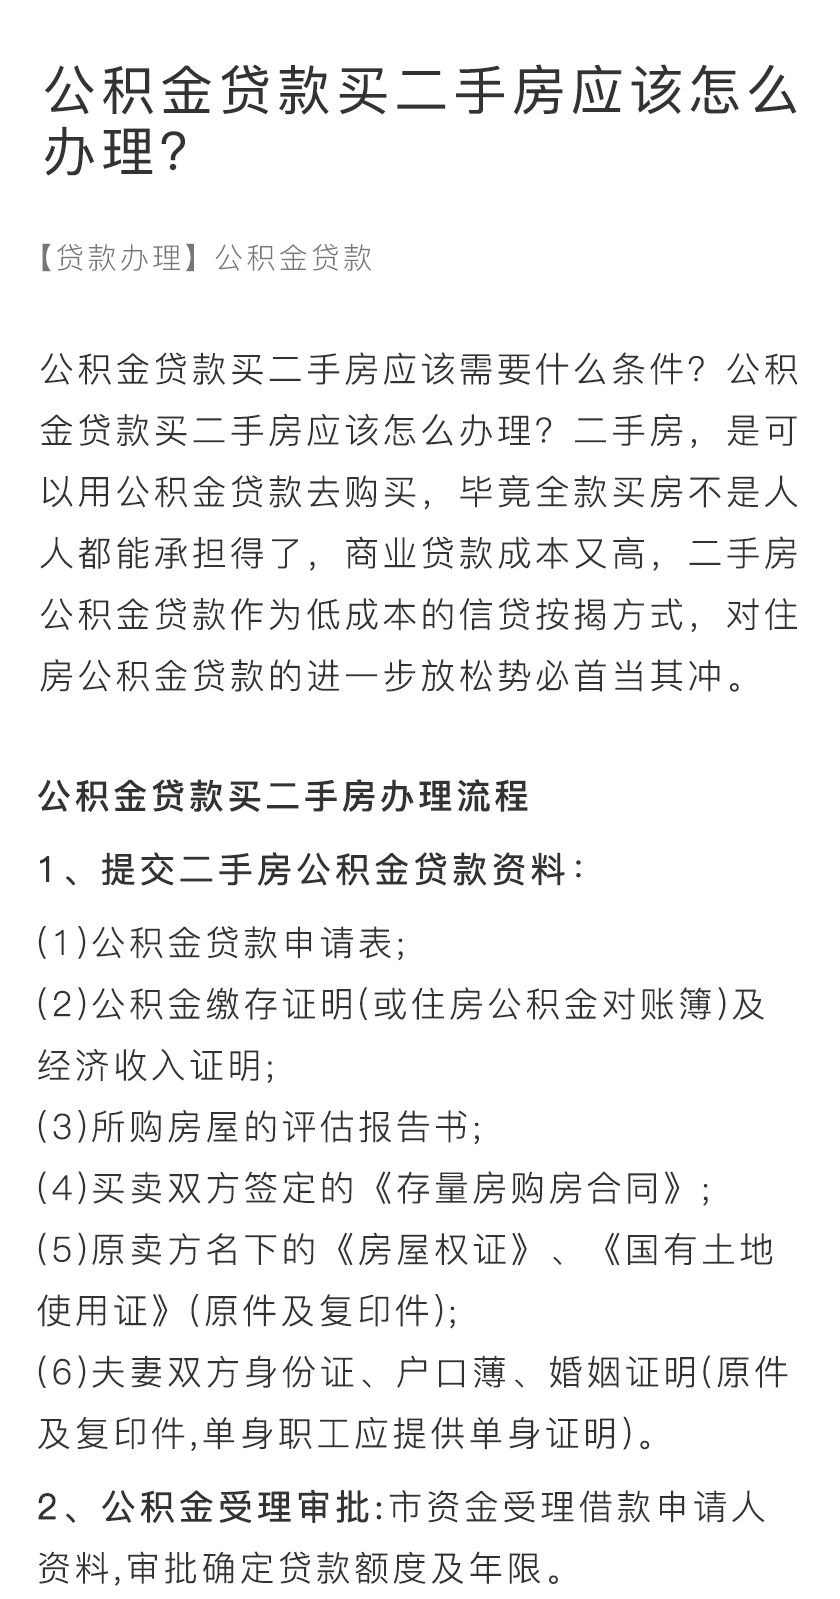 公积金贷款买二手房应该怎么
办理?
【贷款办理】公积金贷款
公积金贷款买二手房应该需要什么条件？公积
金贷款买二手房应该怎么办理？二手房，是可
以用公积金贷款去购买，毕竟全款买房不是人
人都能承担得了，商业贷款成本又高，二手房
公积金贷款作为低成本的信贷按揭方式，对住
房公积金贷款的进一步放松势必首当其冲。
公积金贷款买二手房办理流程
1、提交二手房公积金贷款资料：
(1)公积金贷款申请表;
(2)公积金缴存证明(或住房公积金对账簿)及
经济收入证明;
(3)所购房屋的评估报告书;
(4)买卖双方签定的《存量房购房合同》;
(5)原卖方名下的《房屋权证》、《国有土地
使用证》(原件及复印件);
(6)夫妻双方身份证、户口薄、婚姻证明(原件
及复印件,单身职工应提供单身证明)。
2、公积金受理审批:市资金受理借款申请人
资料,审批确定贷款额度及年限。